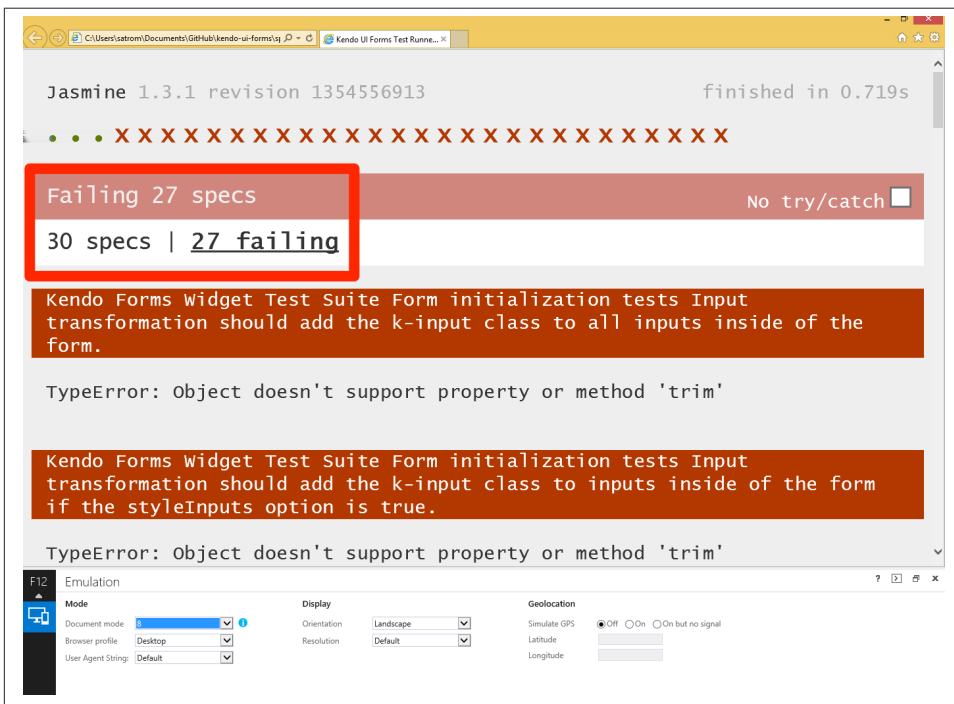 C:\Users\satrom\Documents\GitHub\kendo-ui-forms\sp
Kendo UI Forms Test Runne...
Jasmine 1.3.1 revision 1354556913 finished in 0.719s
• • • X X X X X X X X X X X X X X X X X X X X X X X X X X X
Failing 27 specs No try/catch
30 specs | 27 failing
Kendo Forms Widget Test Suite Form initialization tests Input
transformation should add the k-input class to all inputs inside of the
form.
TypeError: Object doesn't support property or method 'trim'
Kendo Forms Widget Test Suite Form initialization tests Input
transformation should add the k-input class to inputs inside of the form
if the styleInputs option is true.
TypeError: Object doesn't support property or method 'trim'
F12 Emulation ?
Mode Display Geolocation
Document mode 8 Orientation Landscape Simulate GPS Off On On but no signal
Browser profile Desktop Resolution Default Latitude
User Agent String: Default Longitude